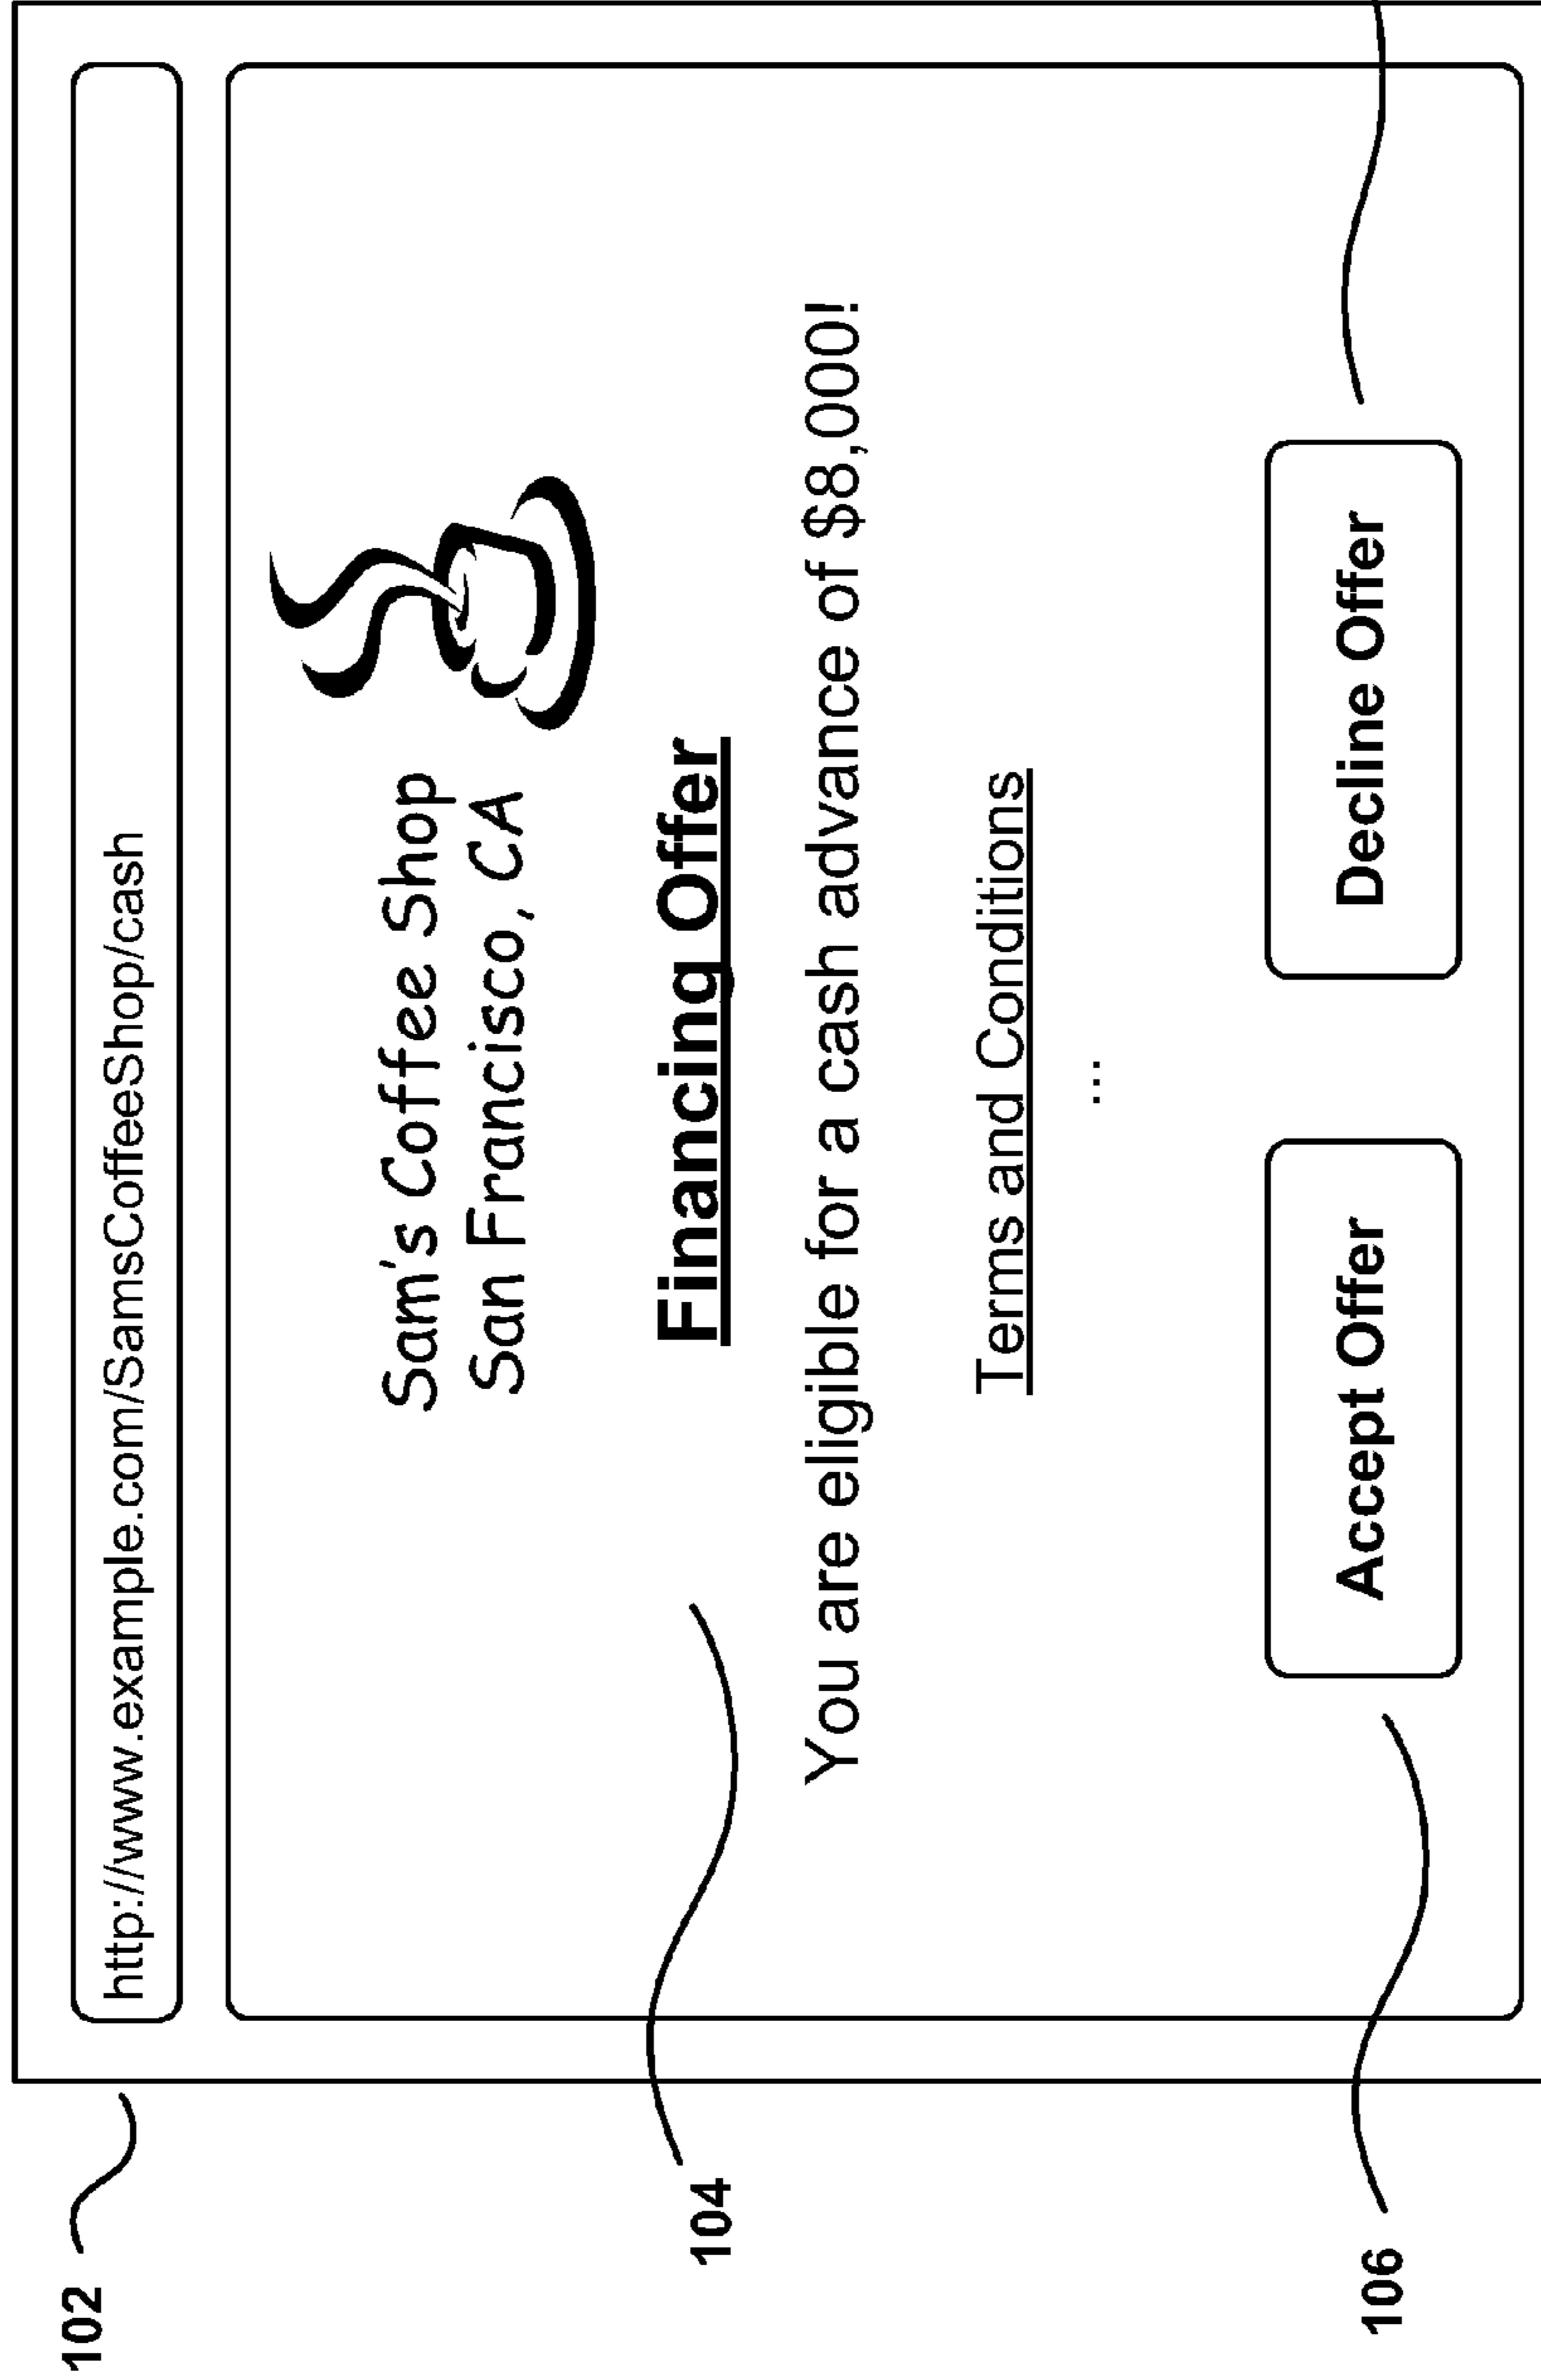 102
http://www.example.com/SamsCoffeeShop/cash
Sam's Coffee Shop
San Francisco, CA
104
Financing Offer
You are eligible for a cash advance of $8,000!
Terms and Conditions
...
106
Accept Offer
Decline Offer